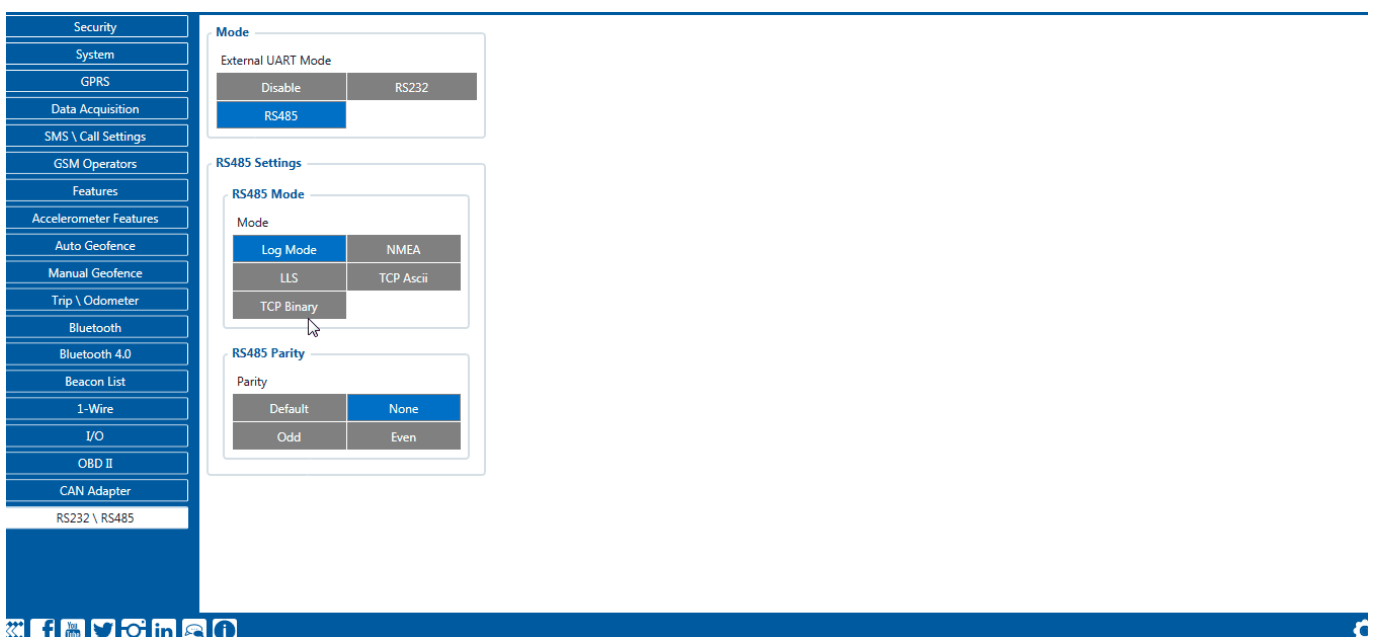 Security
System
GPRS
Data Acquisition
SMS \ Call Settings
GSM Operators
Features
Accelerometer Features
Auto Geofence
Manual Geofence
Trip \ Odometer
Bluetooth
Bluetooth 4.0
Beacon List
1-Wire
I/O
OBD II
CAN Adapter
RS232 \ RS485
Mode
External UART Mode
Disable RS232
RS485
RS485 Settings
RS485 Mode
Mode
Log Mode NMEA
LLS TCP Ascii
TCP Binary
RS485 Parity
Parity
Default None
Odd Even
You Tube